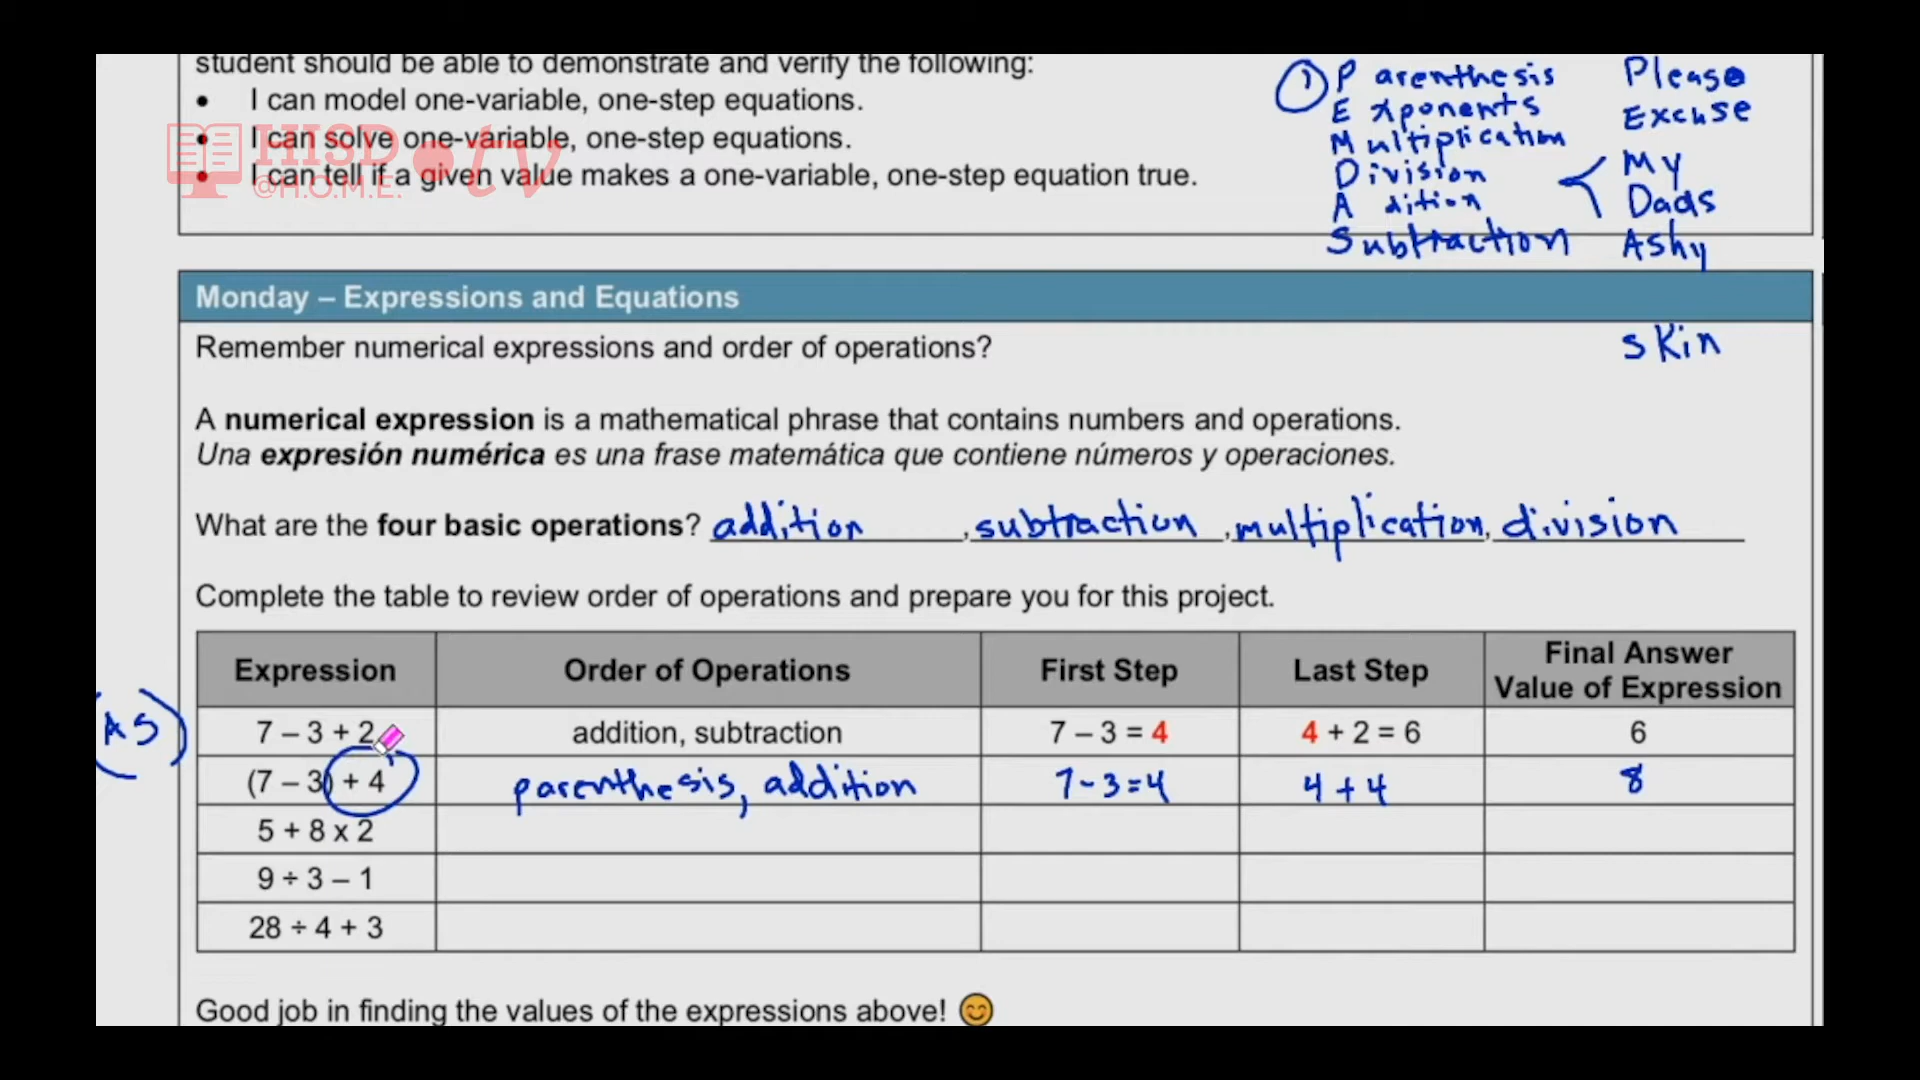 student should be able to demonstrate and verify the following:
• I can model one-variable, one-step equations.
• I can solve one-variable, one-step equations.
• I can tell if a given value makes a one-variable, one-step equation true.
HISD tv
@H.O.M.E.
1 Parenthesis Please
Exponents Excuse
Multiplication My
Division Dads
Adition Ashy
Subtraction
Monday – Expressions and Equations
skin
Remember numerical expressions and order of operations?
A numerical expression is a mathematical phrase that contains numbers and operations.
Una expresión numérica es una frase matemática que contiene números y operaciones.
What are the four basic operations? addition, subtraction, multiplication, division
Complete the table to review order of operations and prepare you for this project.
Expression Order of Operations First Step Last Step Final Answer Value of Expression
(AS) 7 – 3 + 2 addition, subtraction 7 – 3 = 4 4 + 2 = 6 6
(7 – 3) + 4 parenthesis, addition 7 - 3 = 4 4 + 4 8
5 + 8 x 2
9 ÷ 3 – 1
28 ÷ 4 + 3
Good job in finding the values of the expressions above! 😊